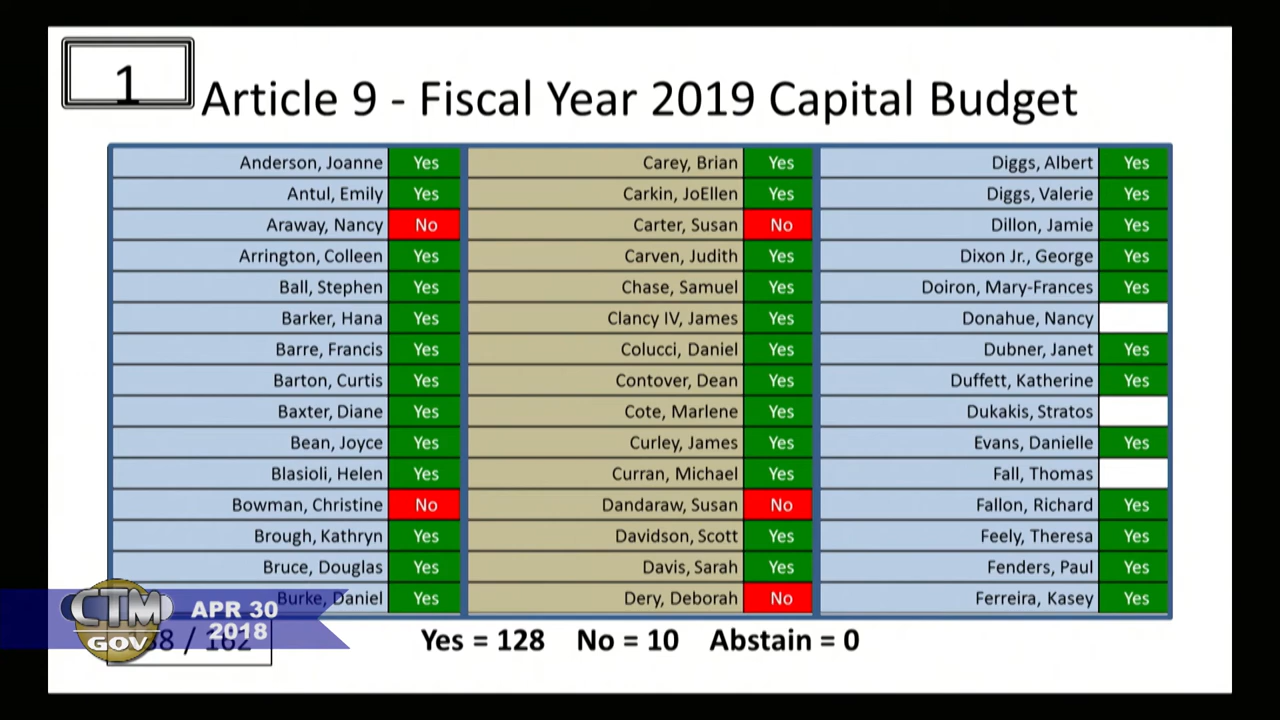 1
Article 9 - Fiscal Year 2019 Capital Budget
Anderson, Joanne Yes Carey, Brian Yes Diggs, Albert Yes
Antul, Emily Yes Carkin, JoEllen Yes Diggs, Valerie Yes
Araway, Nancy No Carter, Susan No Dillon, Jamie Yes
Arrington, Colleen Yes Carven, Judith Yes Dixon Jr., George Yes
Ball, Stephen Yes Chase, Samuel Yes Doiron, Mary-Frances Yes
Barker, Hana Yes Clancy IV, James Yes Donahue, Nancy
Barre, Francis Yes Colucci, Daniel Yes Dubner, Janet Yes
Barton, Curtis Yes Contover, Dean Yes Duffett, Katherine Yes
Baxter, Diane Yes Cote, Marlene Yes Dukakis, Stratos
Bean, Joyce Yes Curley, James Yes Evans, Danielle Yes
Blasioli, Helen Yes Curran, Michael Yes Fall, Thomas
Bowman, Christine No Dandaraw, Susan No Fallon, Richard Yes
Brough, Kathryn Yes Davidson, Scott Yes Feely, Theresa Yes
Bruce, Douglas Yes Davis, Sarah Yes Fenders, Paul Yes
Burke, Daniel Yes Dery, Deborah No Ferreira, Kasey Yes
CTM GOV
APR 30
2018
/ 162
Yes = 128 No = 10 Abstain = 0